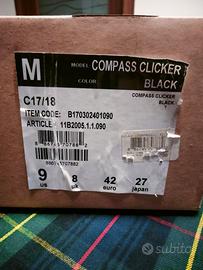 M
MODEL COMPASS CLICKER
COLOR BLACK
COMPASS CLICKER
BLACK
C17/18
ITEM CODE: B170302401090
ARTICLE 11B2005.1.1.090
9 us
8 uk
42 euro
27 japan
subito